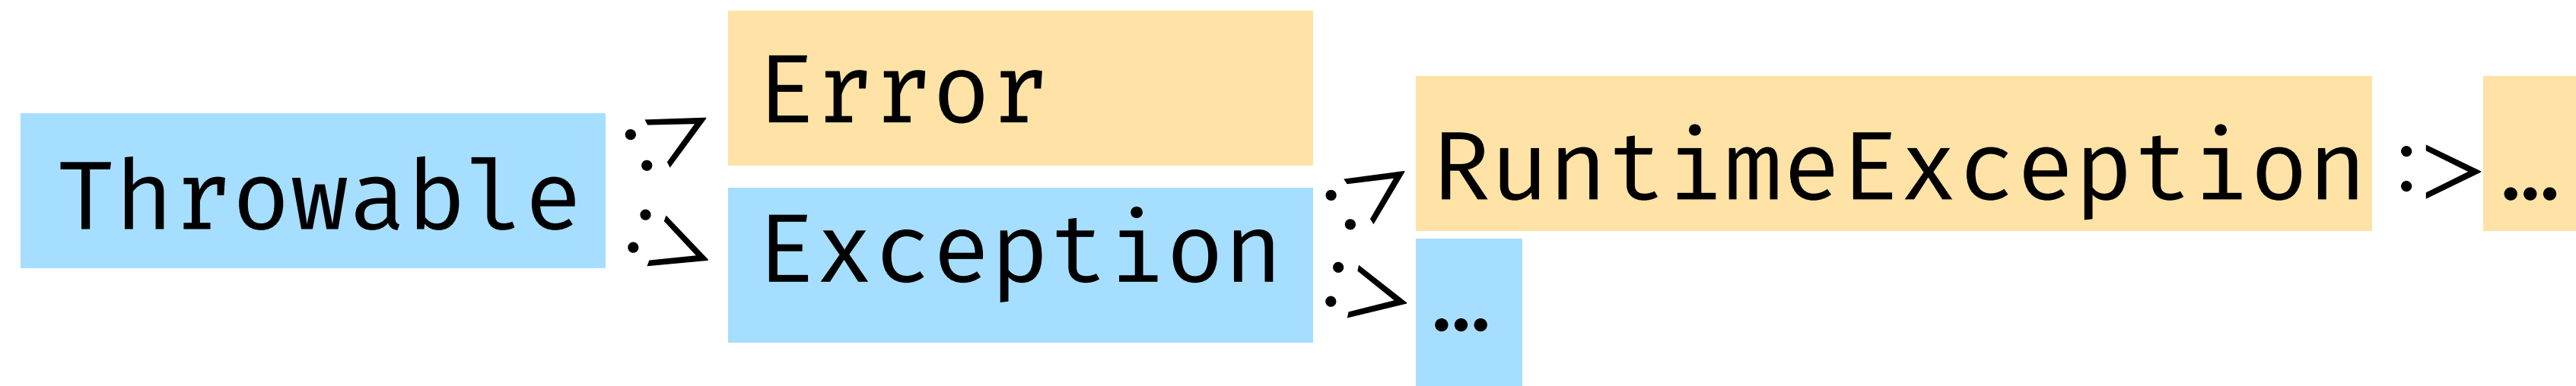 Throwable
:>
:>
Error
Exception
:>
:>
RuntimeException :> …
…